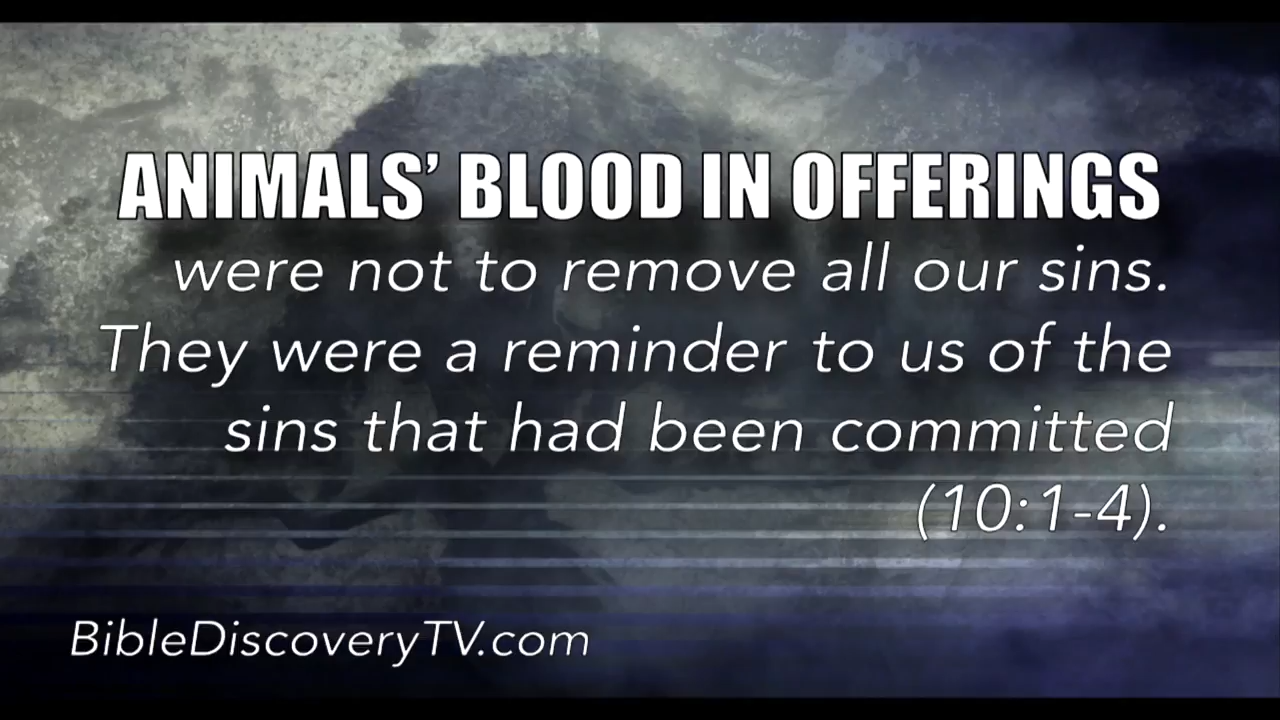 ANIMALS’ BLOOD IN OFFERINGS
were not to remove all our sins.
They were a reminder to us of the
sins that had been committed
(10:1-4).
BibleDiscoveryTV.com